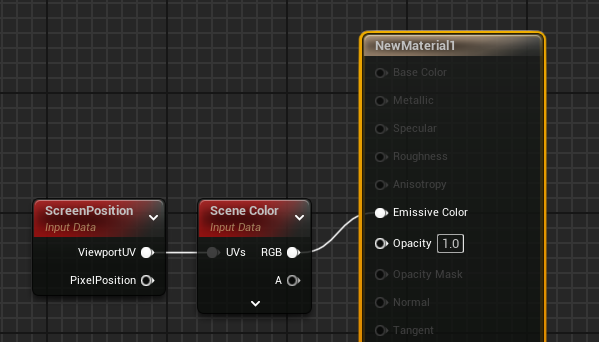 NewMaterial1
Base Color
Metallic
Specular
Roughness
Anisotropy
ScreenPosition
Input Data
Scene Color
Input Data
Emissive Color
ViewportUV
UVs RGB
Opacity 1.0
PixelPosition
A
Opacity Mask
Normal
Tangent